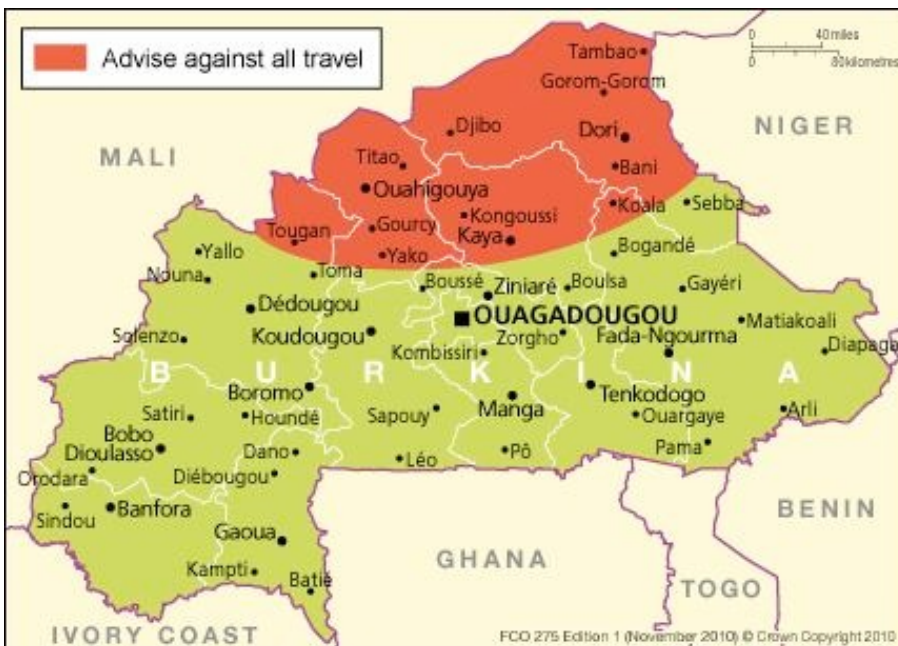 Advise against all travel
0 40 miles
0 80 kilometres
Tambao
Gorom-Gorom
NIGER
Djibo
Dori
MALI
Titao
Bani
Ouahigouya
Koala
Sebba
Kongoussi
Gourcy
Tougan
Kaya
Yallo
Yako
Bogandé
Nouna
Toma
Boussé
Ziniaré
Boulsa
Gayéri
Dédougou
OUAGADOUGOU
Matiakoali
Solenzo
Koudougou
Zorgho
Fada-Ngourma
Diapaga
Kombissiri
BURKINA
Boromo
Tenkodogo
Satiri
Houndé
Sapouy
Manga
Ouargaye
Arli
Bobo
Dioulasso
Dano
Léo
Pô
Pama
Orodara
Diébougou
Sindou
Banfora
BENIN
Gaoua
GHANA
Kampti
Batié
TOGO
IVORY COAST
FCO 275 Edition 1 (November 2010) © Crown Copyright 2010